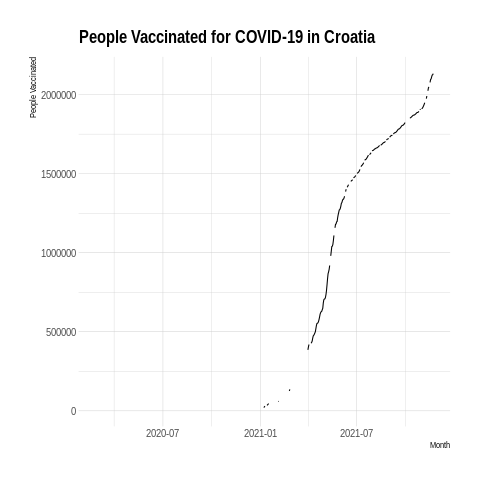 People Vaccinated for COVID-19 in Croatia
People Vaccinated
2000000
1500000
1000000
500000
0
2020-07 2021-01 2021-07
Month